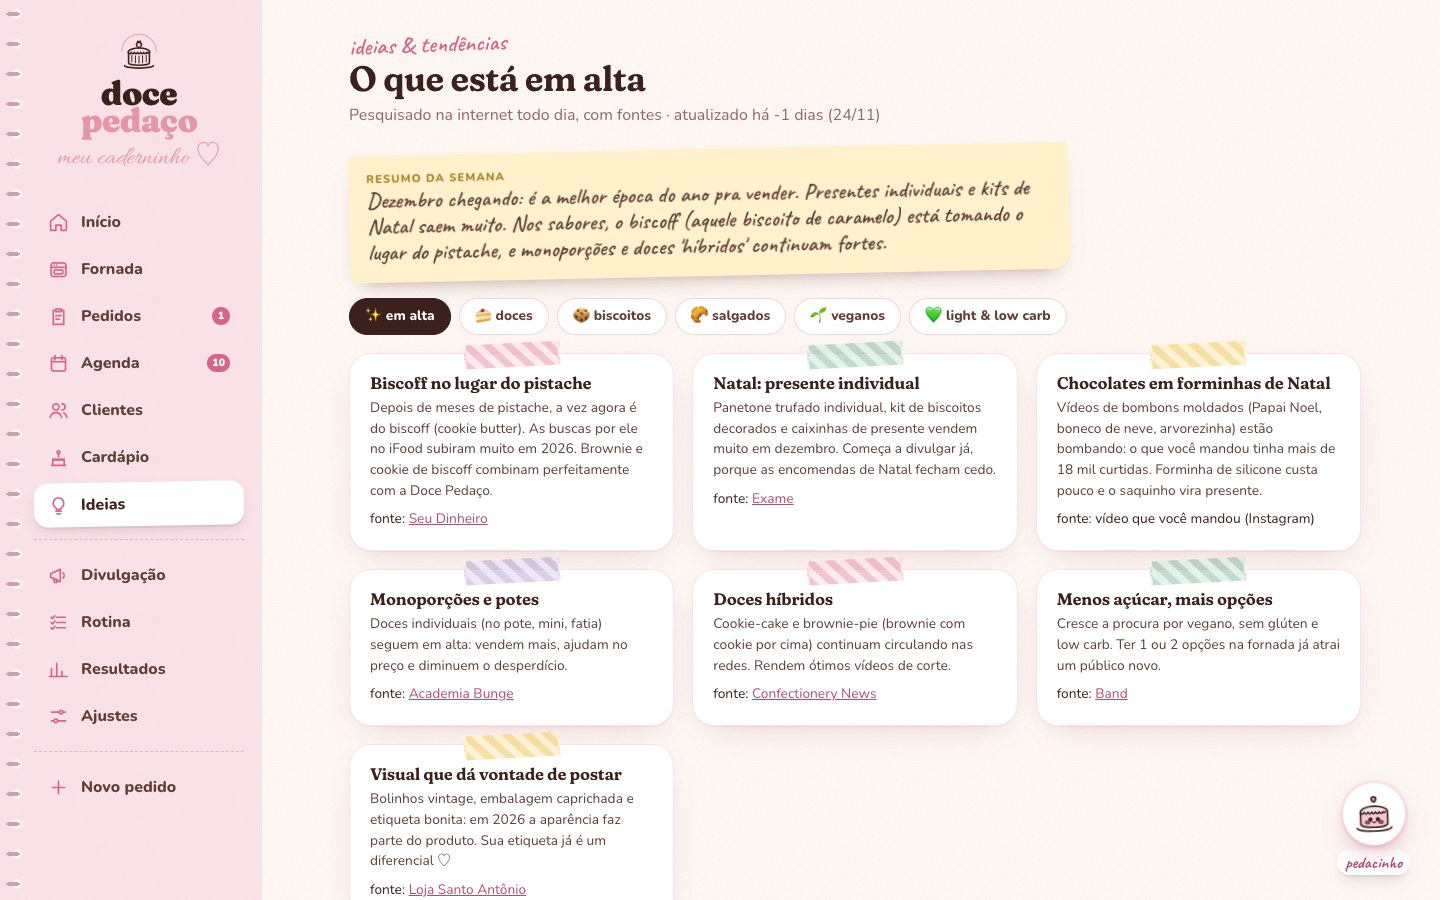 doce
pedaço
meu caderninho ♡
Início
Fornada
Pedidos 1
Agenda 10
Clientes
Cardápio
Ideias
Divulgação
Rotina
Resultados
Ajustes
Novo pedido
ideias & tendências
O que está em alta
Pesquisado na internet todo dia, com fontes · atualizado há -1 dias (24/11)
RESUMO DA SEMANA
Dezembro chegando: é a melhor época do ano pra vender. Presentes individuais e kits de
Natal saem muito. Nos sabores, o biscoff (aquele biscoito de caramelo) está tomando o
lugar do pistache, e monoporções e doces 'híbridos' continuam fortes.
✨ em alta
🍰 doces
🍪 biscoitos
🥐 salgados
🌱 veganos
💚 light & low carb
Biscoff no lugar do pistache
Depois de meses de pistache, a vez agora é
do biscoff (cookie butter). As buscas por ele
no iFood subiram muito em 2026. Brownie e
cookie de biscoff combinam perfeitamente
com a Doce Pedaço.
fonte: Seu Dinheiro
Natal: presente individual
Panetone trufado individual, kit de biscoitos
decorados e caixinhas de presente vendem
muito em dezembro. Começa a divulgar já,
porque as encomendas de Natal fecham cedo.
fonte: Exame
Chocolates em forminhas de Natal
Vídeos de bombons moldados (Papai Noel,
boneco de neve, arvorezinha) estão
bombando: o que você mandou tinha mais de
18 mil curtidas. Forminha de silicone custa
pouco e o saquinho vira presente.
fonte: vídeo que você mandou (Instagram)
Monoporções e potes
Doces individuais (no pote, mini, fatia)
seguem em alta: vendem mais, ajudam no
preço e diminuem o desperdício.
fonte: Academia Bunge
Doces híbridos
Cookie-cake e brownie-pie (brownie com
cookie por cima) continuam circulando nas
redes. Rendem ótimos vídeos de corte.
fonte: Confectionery News
Menos açúcar, mais opções
Cresce a procura por vegano, sem glúten e
low carb. Ter 1 ou 2 opções na fornada já atrai
um público novo.
fonte: Band
Visual que dá vontade de postar
Bolinhos vintage, embalagem caprichada e
etiqueta bonita: em 2026 a aparência faz
parte do produto. Sua etiqueta já é um
diferencial ♡
fonte: Loja Santo Antônio
pedacinho